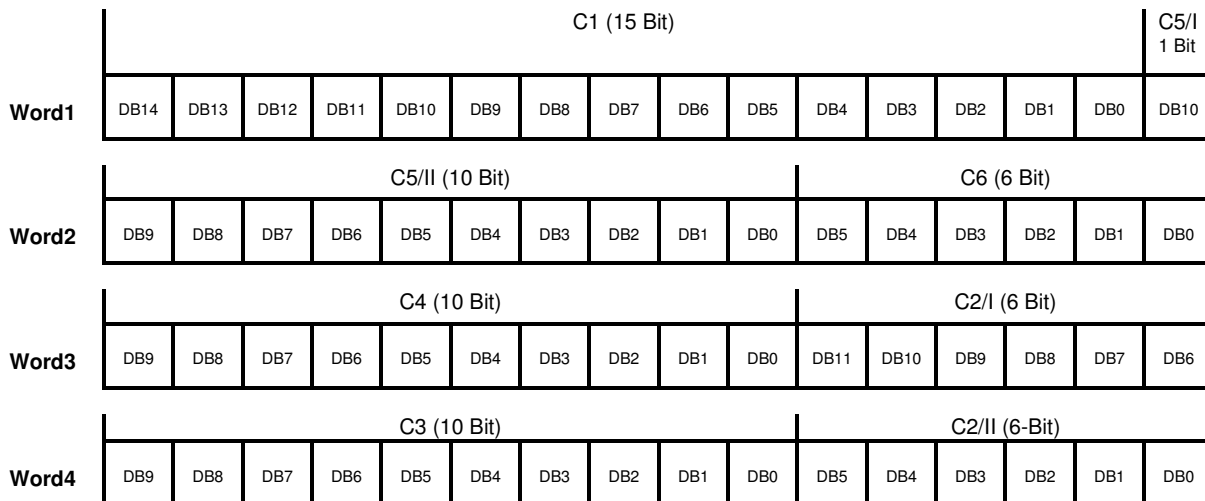 C1 (15 Bit) C5/I
1 Bit
Word1 DB14 DB13 DB12 DB11 DB10 DB9 DB8 DB7 DB6 DB5 DB4 DB3 DB2 DB1 DB0 DB10
C5/II (10 Bit) C6 (6 Bit)
Word2 DB9 DB8 DB7 DB6 DB5 DB4 DB3 DB2 DB1 DB0 DB5 DB4 DB3 DB2 DB1 DB0
C4 (10 Bit) C2/I (6 Bit)
Word3 DB9 DB8 DB7 DB6 DB5 DB4 DB3 DB2 DB1 DB0 DB11 DB10 DB9 DB8 DB7 DB6
C3 (10 Bit) C2/II (6-Bit)
Word4 DB9 DB8 DB7 DB6 DB5 DB4 DB3 DB2 DB1 DB0 DB5 DB4 DB3 DB2 DB1 DB0